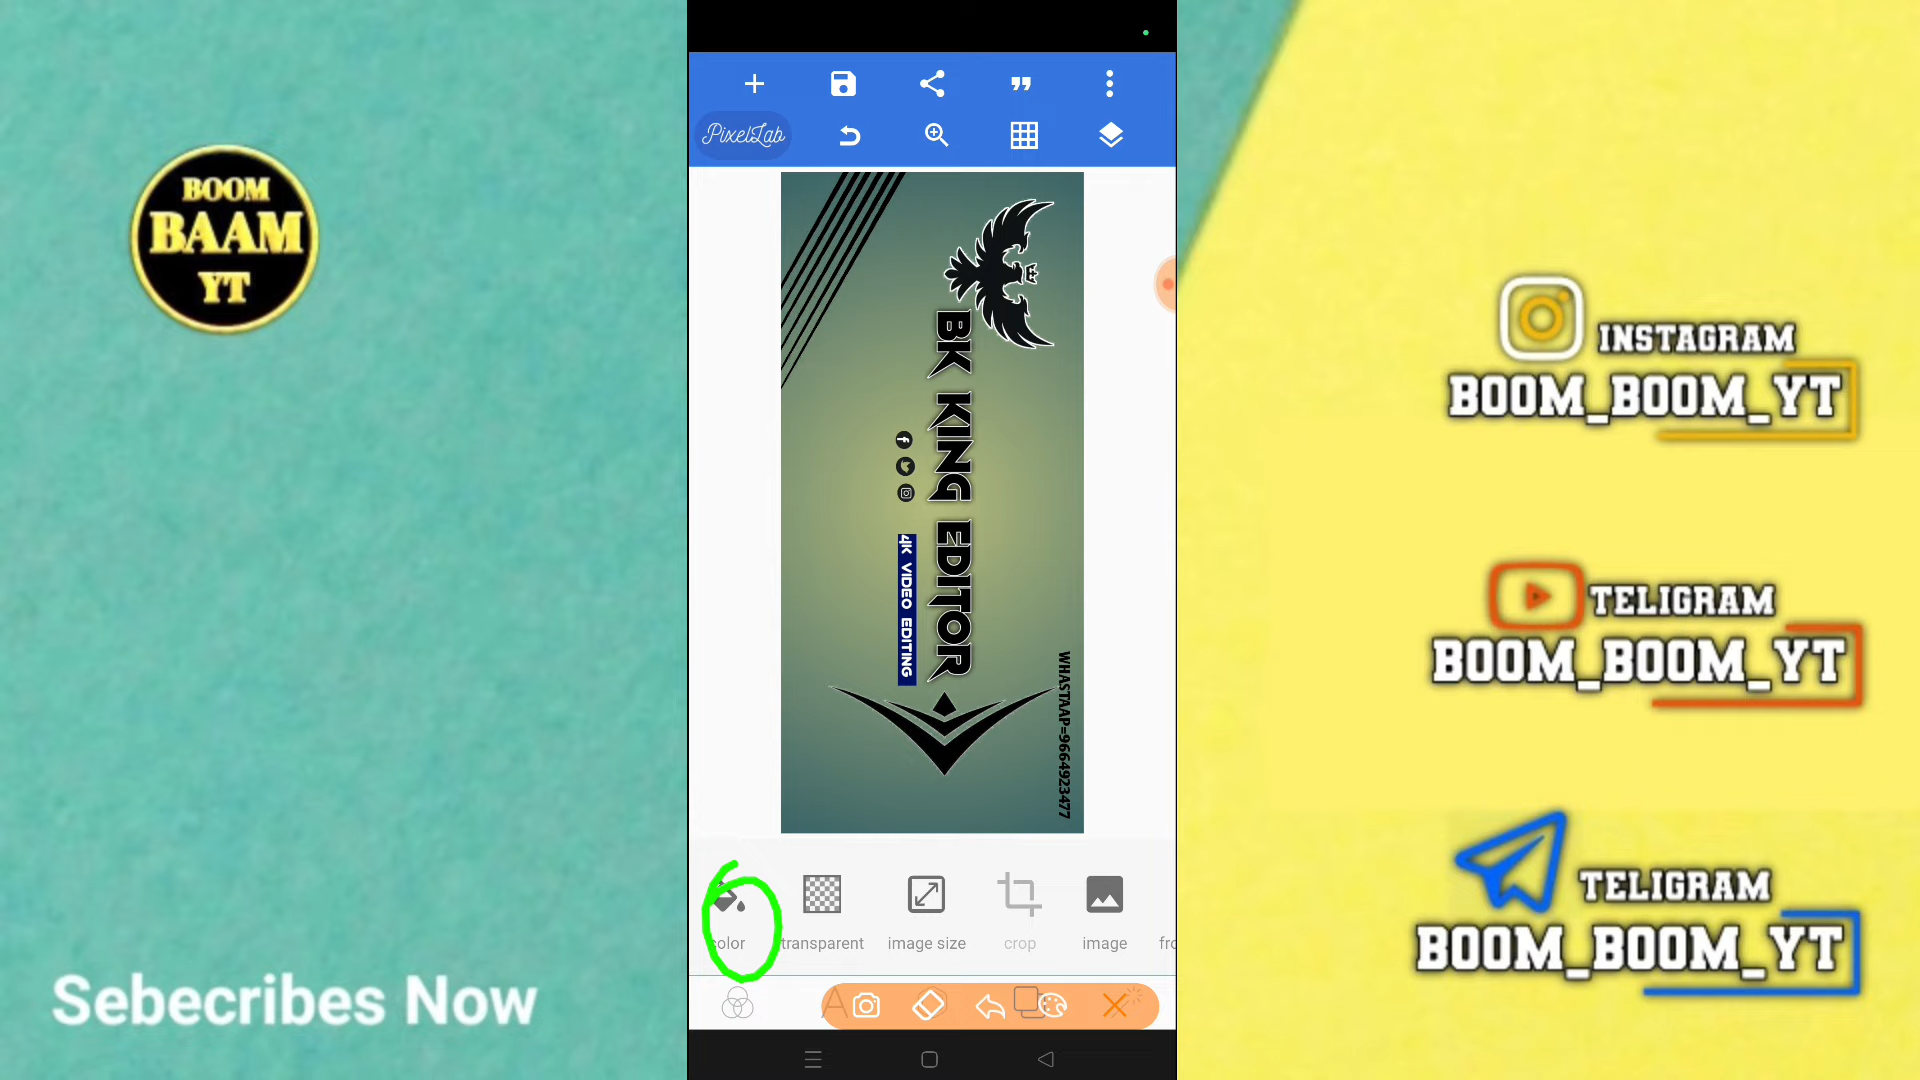 BOOM
BAAM
YT
Sebecribes Now
PixelLab
BK KING EDITOR
4K VIDEO EDITING
WHASTAAP=9664923477
color
transparent
image size
crop
image
fro
INSTAGRAM
BOOM_BOOM_YT
TELIGRAM
BOOM_BOOM_YT
TELIGRAM
BOOM_BOOM_YT